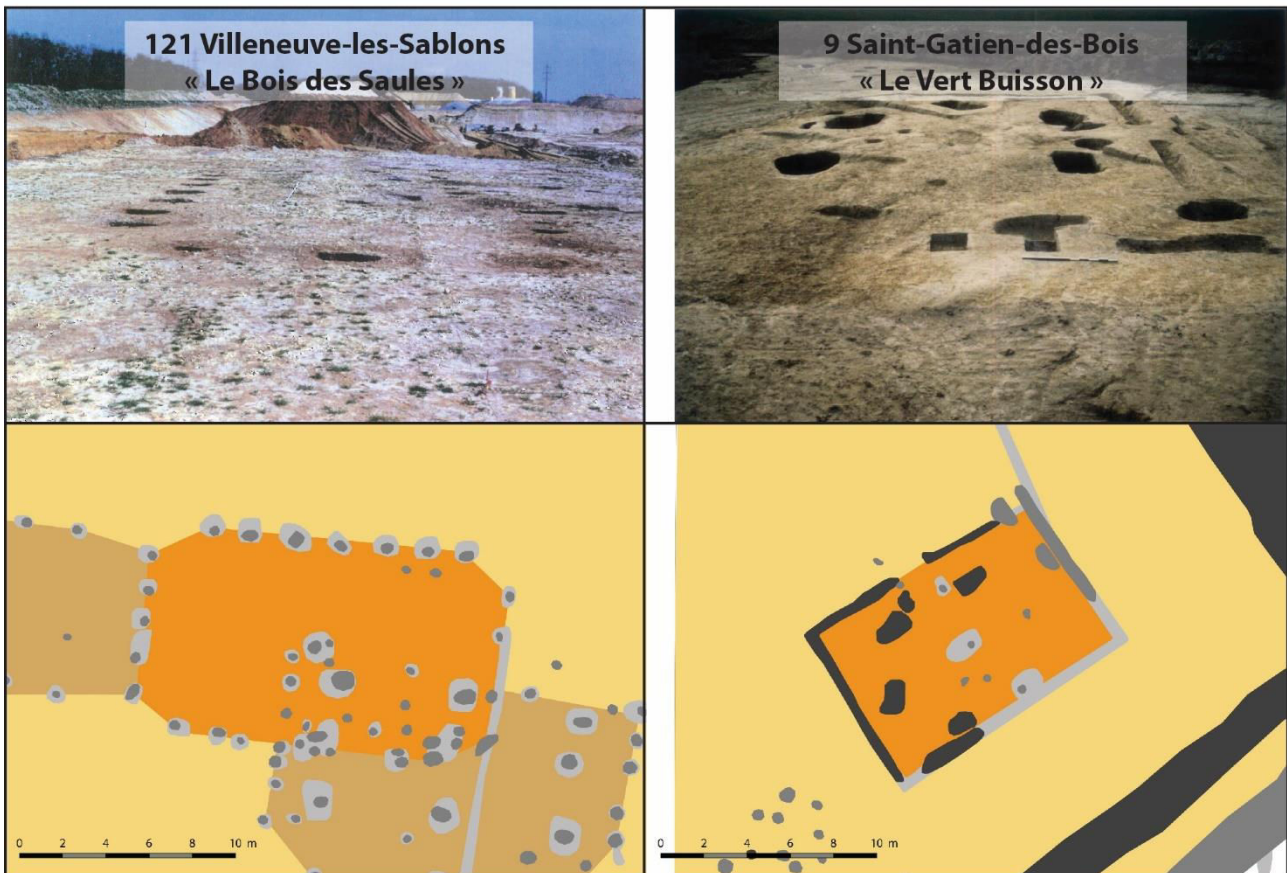 121 Villeneuve-les-Sablons
« Le Bois des Saules »
9 Saint-Gatien-des-Bois
« Le Vert Buisson »
0 2 4 6 8 10 m
0 2 4 6 8 10 m